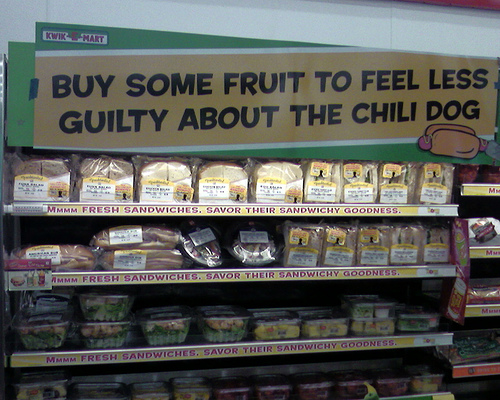 KWIK E MART
BUY SOME FRUIT TO FEEL LESS
GUILTY ABOUT THE CHILI DOG
MMMM FRESH SANDWICHES. SAVOR THEIR SANDWICHY GOODNESS.
MMMM FRESH SANDWICHES. SAVOR THEIR SANDWICHY GOODNESS.
MMMM FRESH SANDWICHES. SAVOR THEIR SANDWICHY GOODNESS.